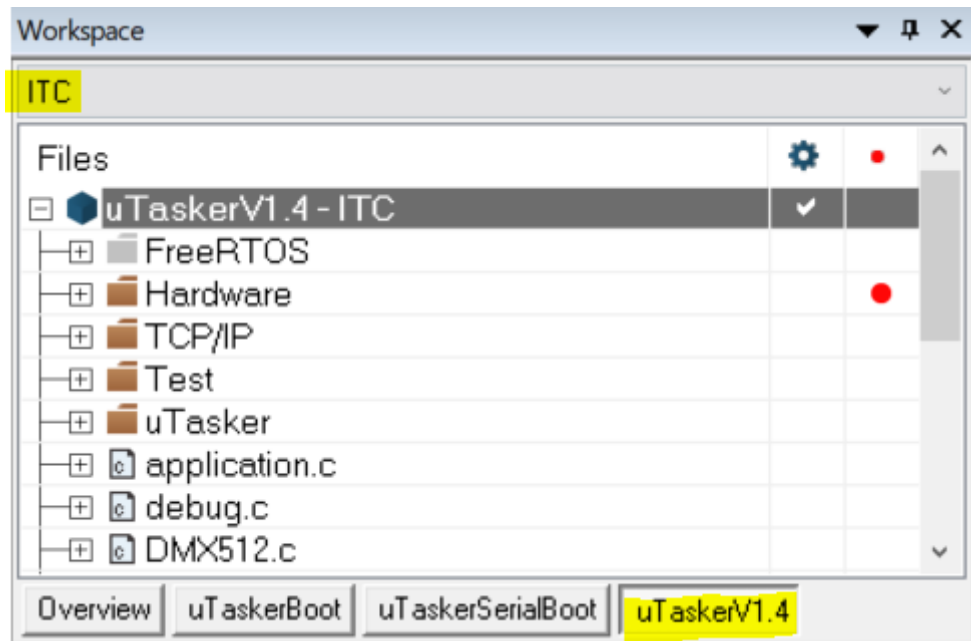 Workspace
ITC
Files
uTaskerV1.4 - ITC
FreeRTOS
Hardware
TCP/IP
Test
uTasker
application.c
debug.c
DMX512.c
Overview uTaskerBoot uTaskerSerialBoot uTaskerV1.4